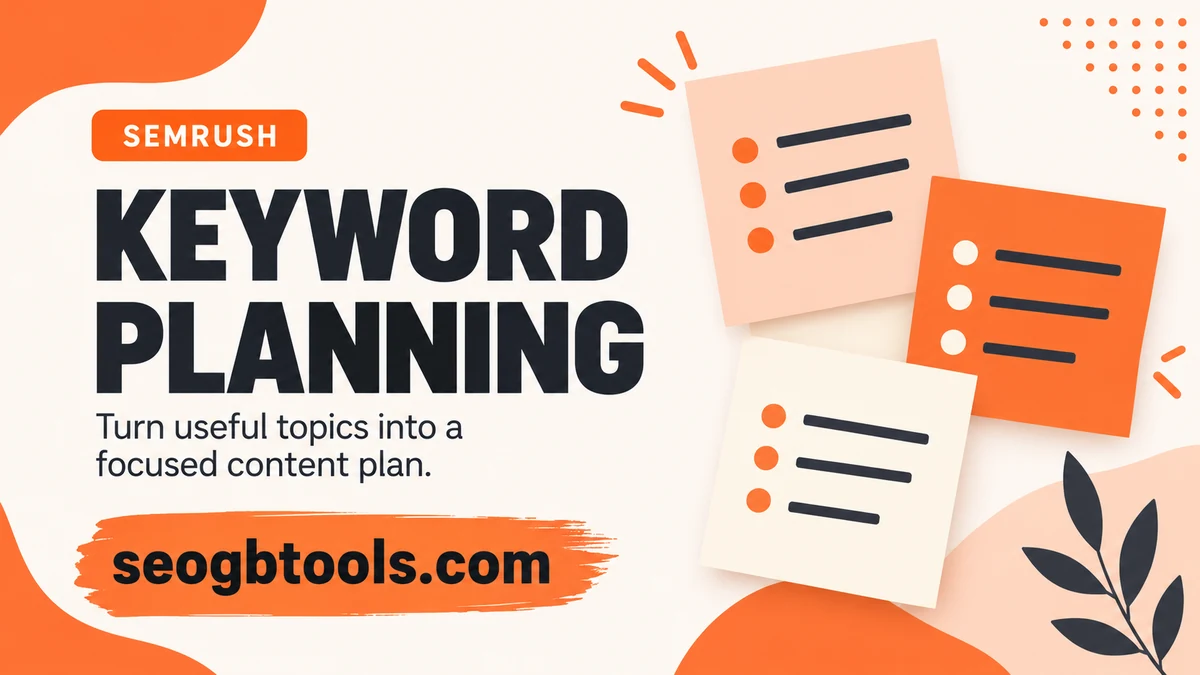 SEMRUSH
KEYWORD
PLANNING
Turn useful topics into a
focused content plan.
seogbtools.com